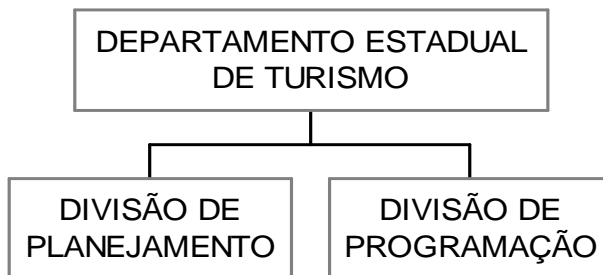 DEPARTAMENTO ESTADUAL
DE TURISMO
DIVISÃO DE
PLANEJAMENTO
DIVISÃO DE
PROGRAMAÇÃO